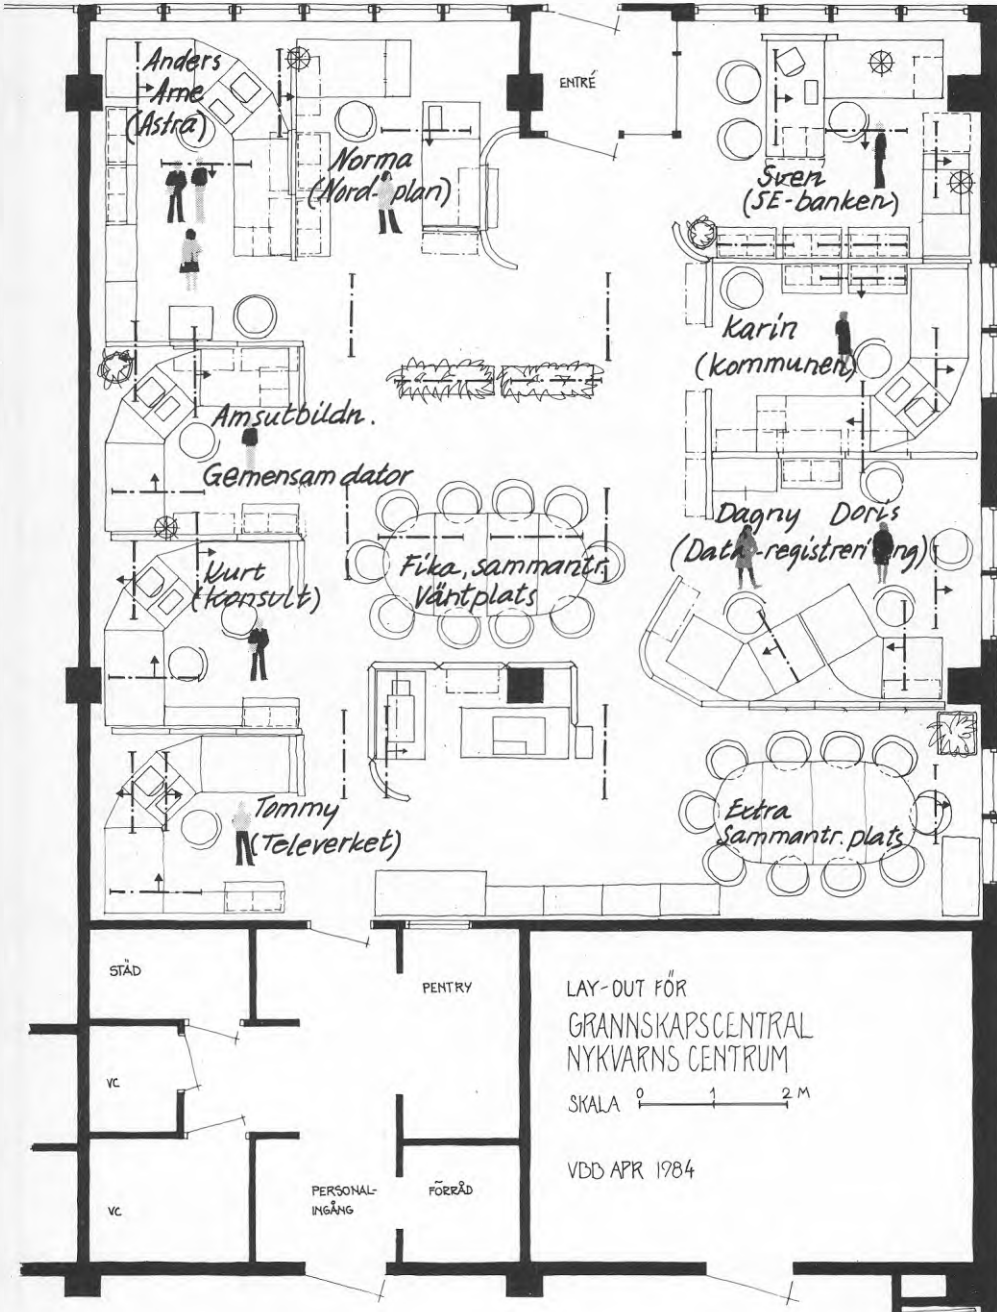 ENTRÉ
Anders
Arne
(Astra)
Norma
(Nord-plan)
Sven
(SE-banken)
Karin
(kommunen)
Amsutbildn.
Gemensam dator
Dagny Doris
(Data-registrering)
Fika, sammantr.
Väntplats
Kurt
(konsult)
Tommy
(Televerket)
Extra
Sammantr. plats
STÄD
PENTRY
VC
VC
PERSONAL-
INGÅNG
FÖRRÅD
LAY-OUT FÖR
GRANNSKAPSCENTRAL
NYKVARNS CENTRUM
SKALA 0 1 2 M
VBB APR 1984